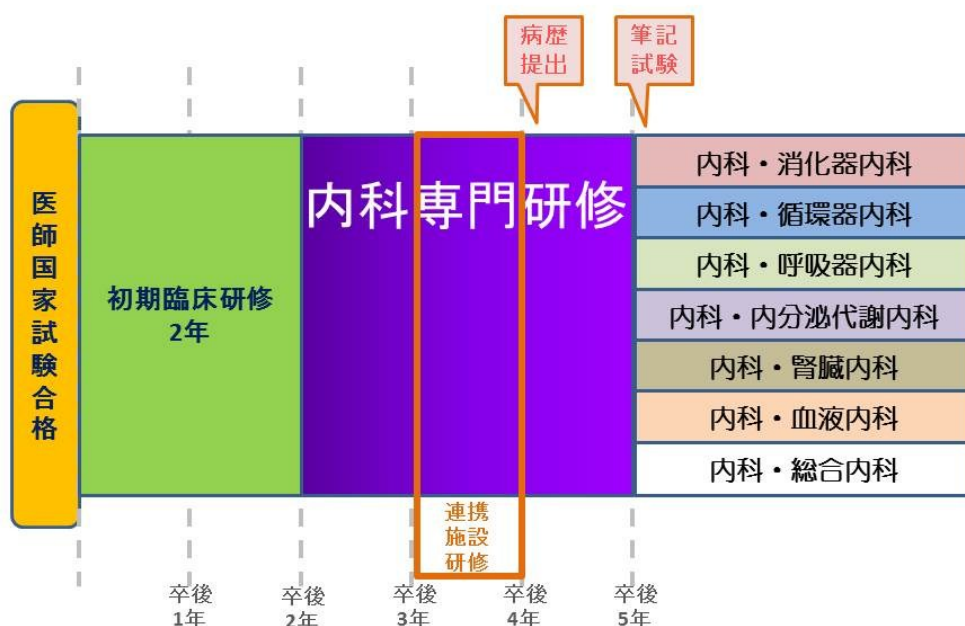 病歴
提出
筆記
試験
医師国家試験合格
初期臨床研修
2年
内科専門研修
内科・消化器内科
内科・循環器内科
内科・呼吸器内科
内科・内分泌代謝内科
内科・腎臓内科
内科・血液内科
内科・総合内科
連携
施設
研修
卒後
1年
卒後
2年
卒後
3年
卒後
4年
卒後
5年